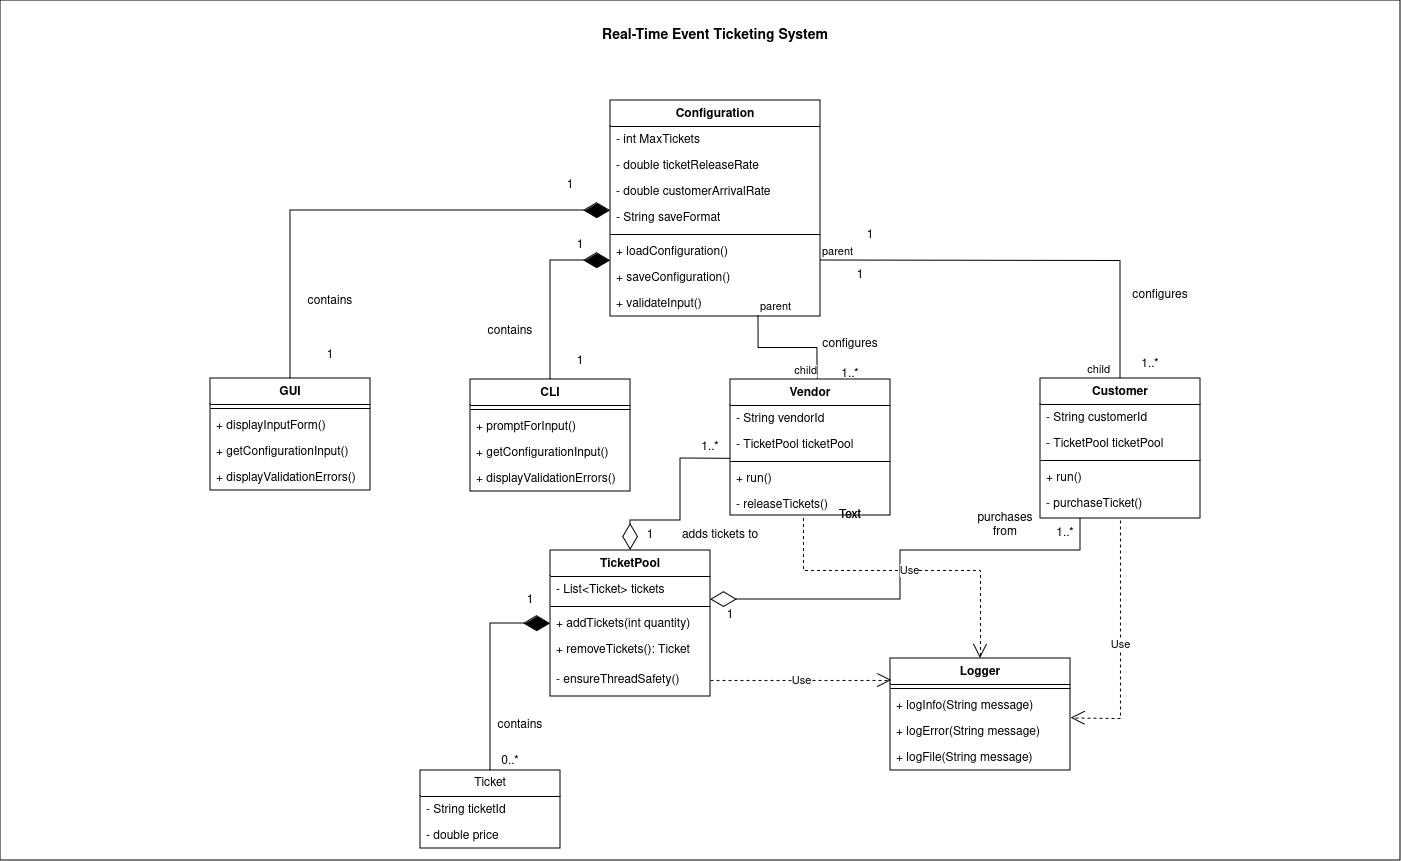 Real-Time Event Ticketing System
Configuration
- int MaxTickets
- double ticketReleaseRate
- double customerArrivalRate
- String saveFormat
+ loadConfiguration()
+ saveConfiguration()
+ validateInput()
1
1
1
parent
1
parent
configures
contains
contains
configures
1
1
child
1..*
child
1..*
GUI
+ displayInputForm()
+ getConfigurationInput()
+ displayValidationErrors()
CLI
+ promptForInput()
+ getConfigurationInput()
+ displayValidationErrors()
Vendor
- String vendorId
- TicketPool ticketPool
+ run()
- releaseTickets()
Text
Customer
- String customerId
- TicketPool ticketPool
+ run()
- purchaseTicket()
1..*
1
adds tickets to
purchases
from
1..*
Use
TicketPool
- List<Ticket> tickets
+ addTickets(int quantity)
+ removeTickets(): Ticket
- ensureThreadSafety()
1
1
Use
Use
Logger
+ logInfo(String message)
+ logError(String message)
+ logFile(String message)
contains
0..*
Ticket
- String ticketId
- double price